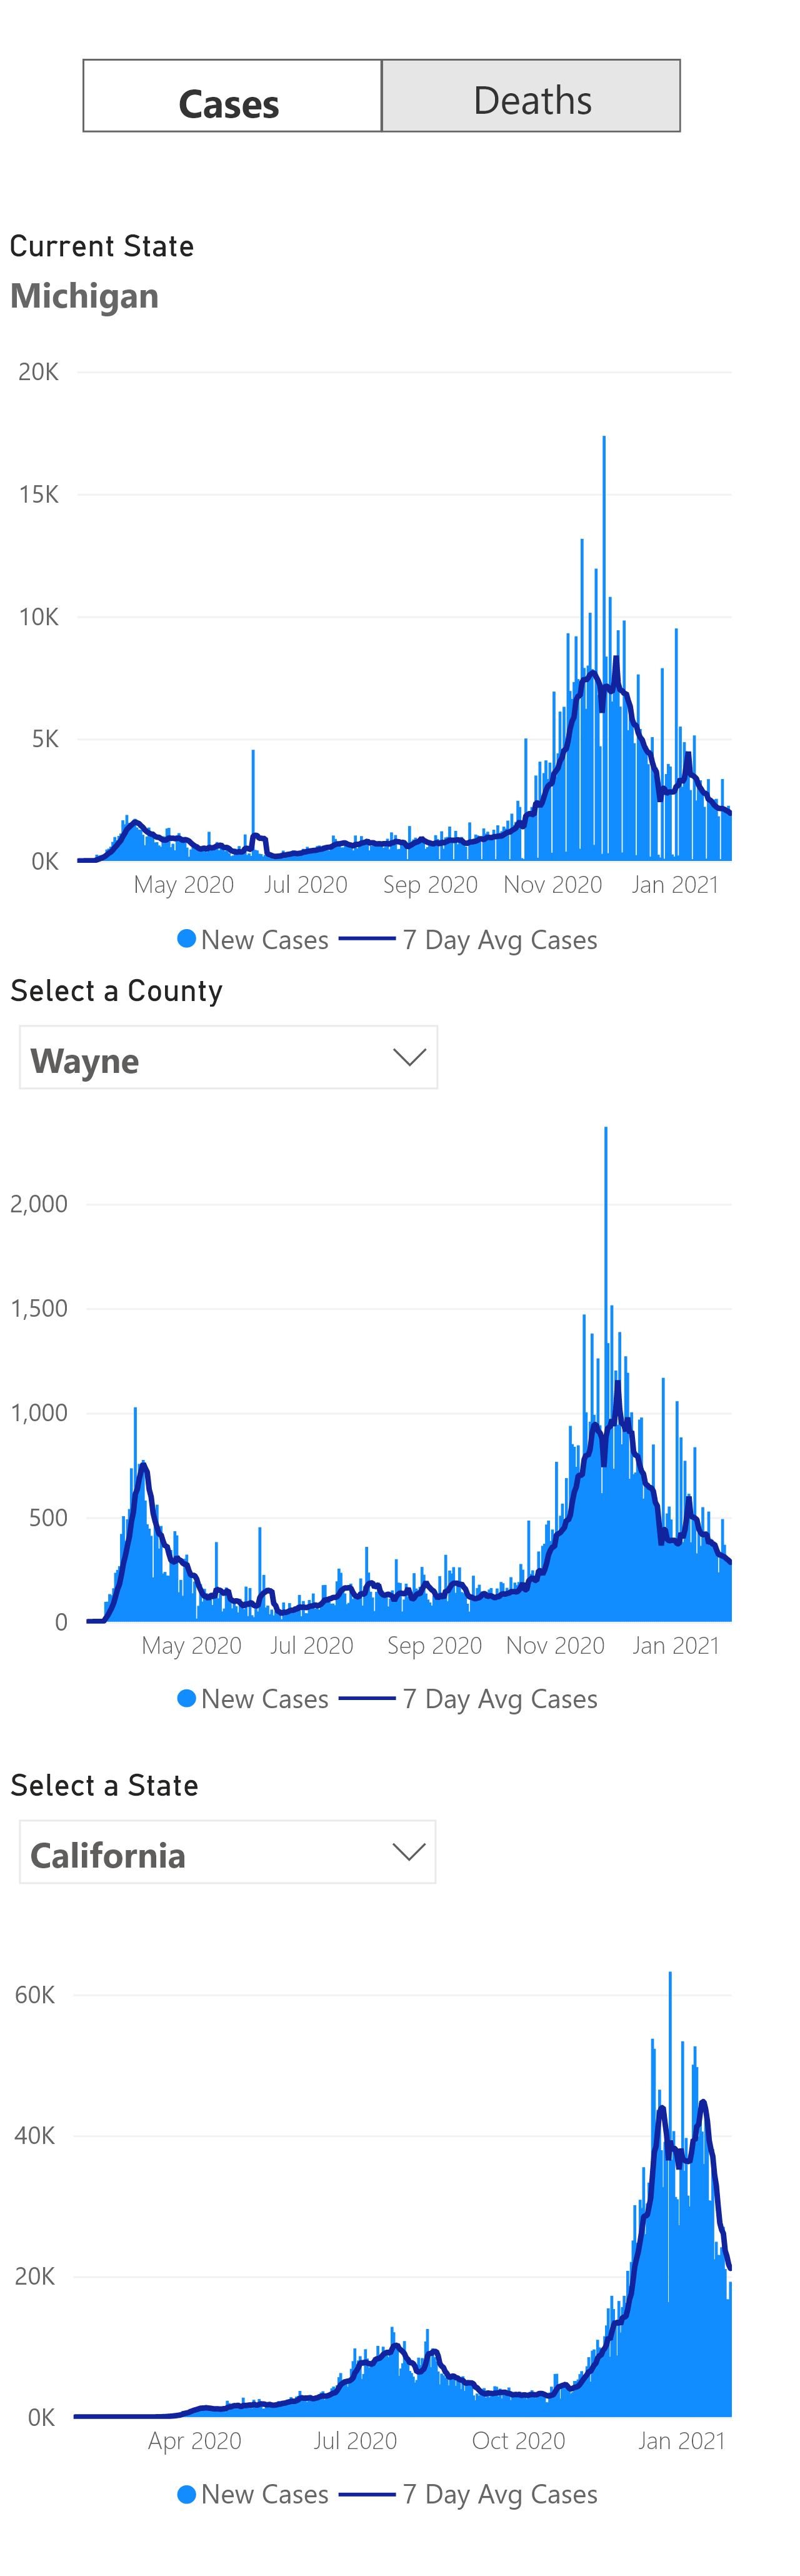 Cases Deaths
Current State
Michigan
20K
15K
10K
5K
0K
May 2020 Jul 2020 Sep 2020 Nov 2020 Jan 2021
New Cases 7 Day Avg Cases
Select a County
Wayne
2,000
1,500
1,000
500
0
May 2020 Jul 2020 Sep 2020 Nov 2020 Jan 2021
New Cases 7 Day Avg Cases
Select a State
California
60K
40K
20K
0K
Apr 2020 Jul 2020 Oct 2020 Jan 2021
New Cases 7 Day Avg Cases